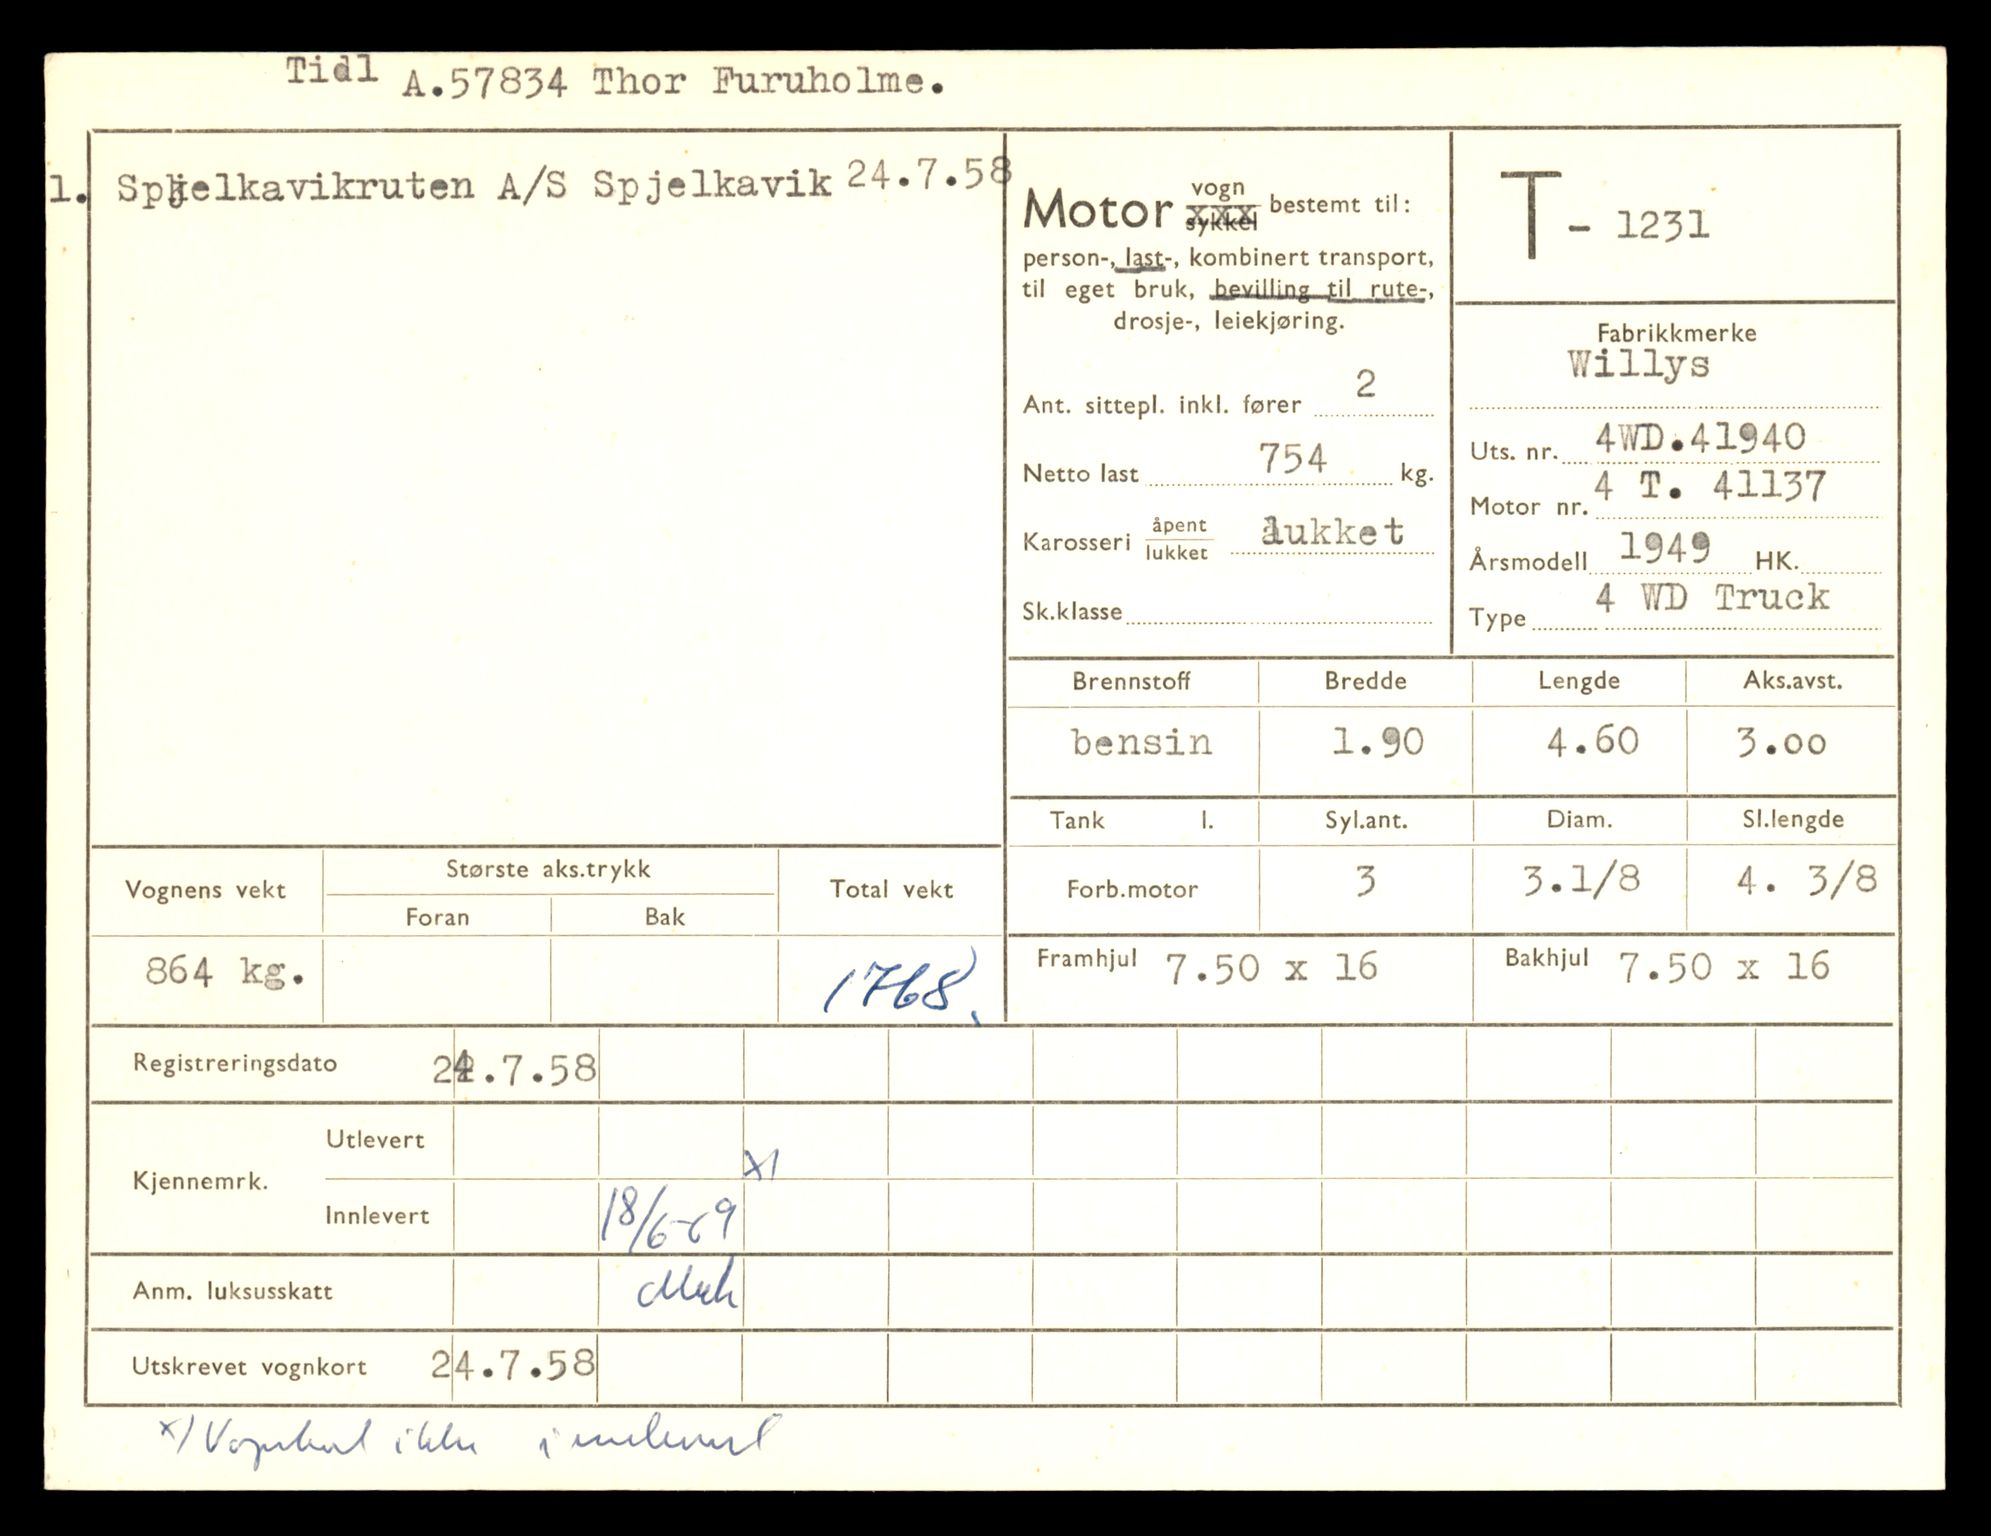 Tidl A.57834 Thor Furuholme.
1. Spjelkavikruten A/S Spjelkavik 24.7.58
Motor vogn
sykkel bestemt til:
person-, last-, kombinert transport,
til eget bruk, bevilling til rute-,
drosje-, leiekjøring.
Ant. sittepl. inkl. fører 2
Netto last 754 kg.
Karosseri åpent
lukket lukket
Sk.klasse
T - 1231
Fabrikkmerke
Willys
Uts. nr. 4WD.41940
Motor nr. 4 T. 41137
Årsmodell 1949 HK.
Type 4 WD Truck
Brennstoff Bredde Lengde Aks.avst.
bensin 1.90 4.60 3.00
Tank l. Syl.ant. Diam. Sl.lengde
Forb.motor 3 3.1/8 4. 3/8
Framhjul 7.50 x 16 Bakhjul 7.50 x 16
Vognens vekt Største aks.trykk Total vekt
Foran Bak
864 kg. 1768
Registreringsdato 24.7.58
Kjennemrk. Utlevert
x)
Innlevert 18/6-69
Anm. luksusskatt
Utskrevet vognkort 24.7.58
x) Vognkort ikke innlevert